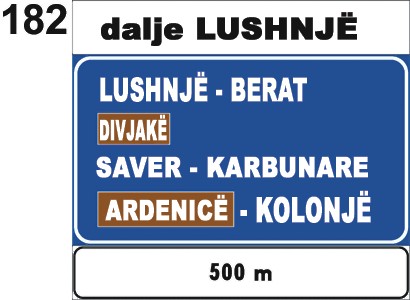 182
dalje LUSHNJË
LUSHNJË - BERAT
DIVJAKË
SAVER - KARBUNARE
ARDENICË - KOLONJË
500 m